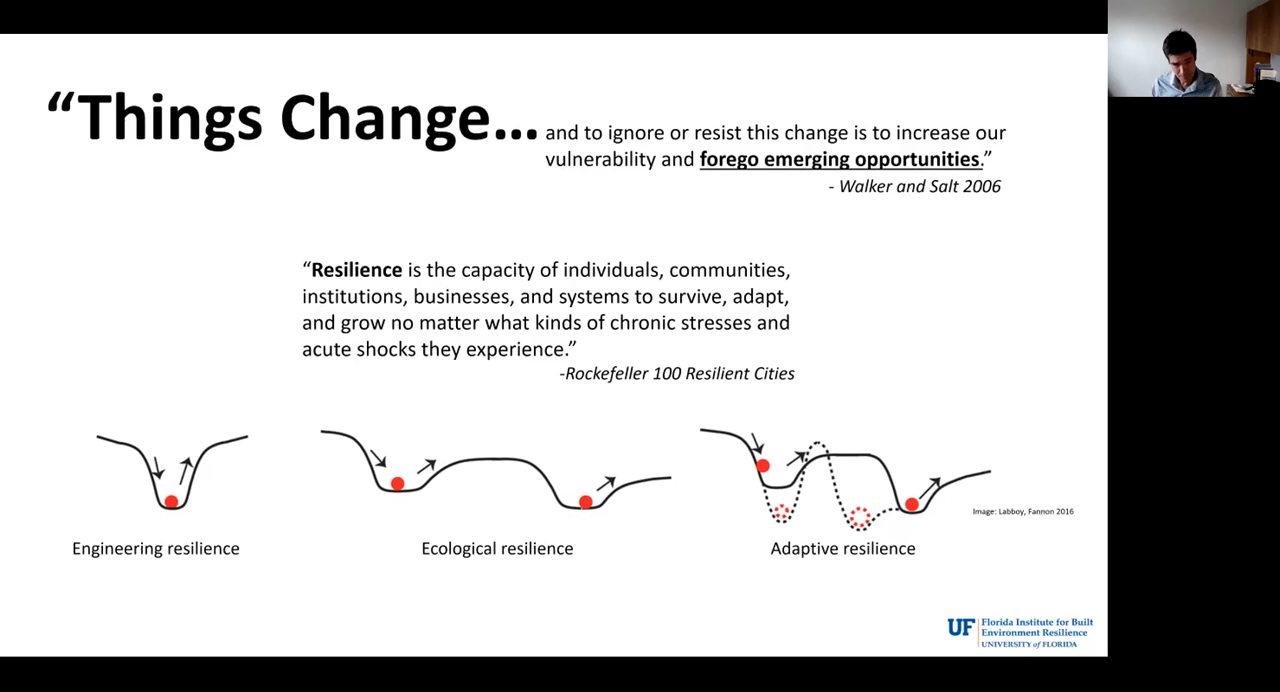 “Things Change... and to ignore or resist this change is to increase our
vulnerability and forego emerging opportunities.”
- Walker and Salt 2006
“Resilience is the capacity of individuals, communities,
institutions, businesses, and systems to survive, adapt,
and grow no matter what kinds of chronic stresses and
acute shocks they experience.”
-Rockefeller 100 Resilient Cities
Image: Labboy, Fannon 2016
Engineering resilience
Ecological resilience
Adaptive resilience
UF
Florida Institute for Built
Environment Resilience
UNIVERSITY of FLORIDA